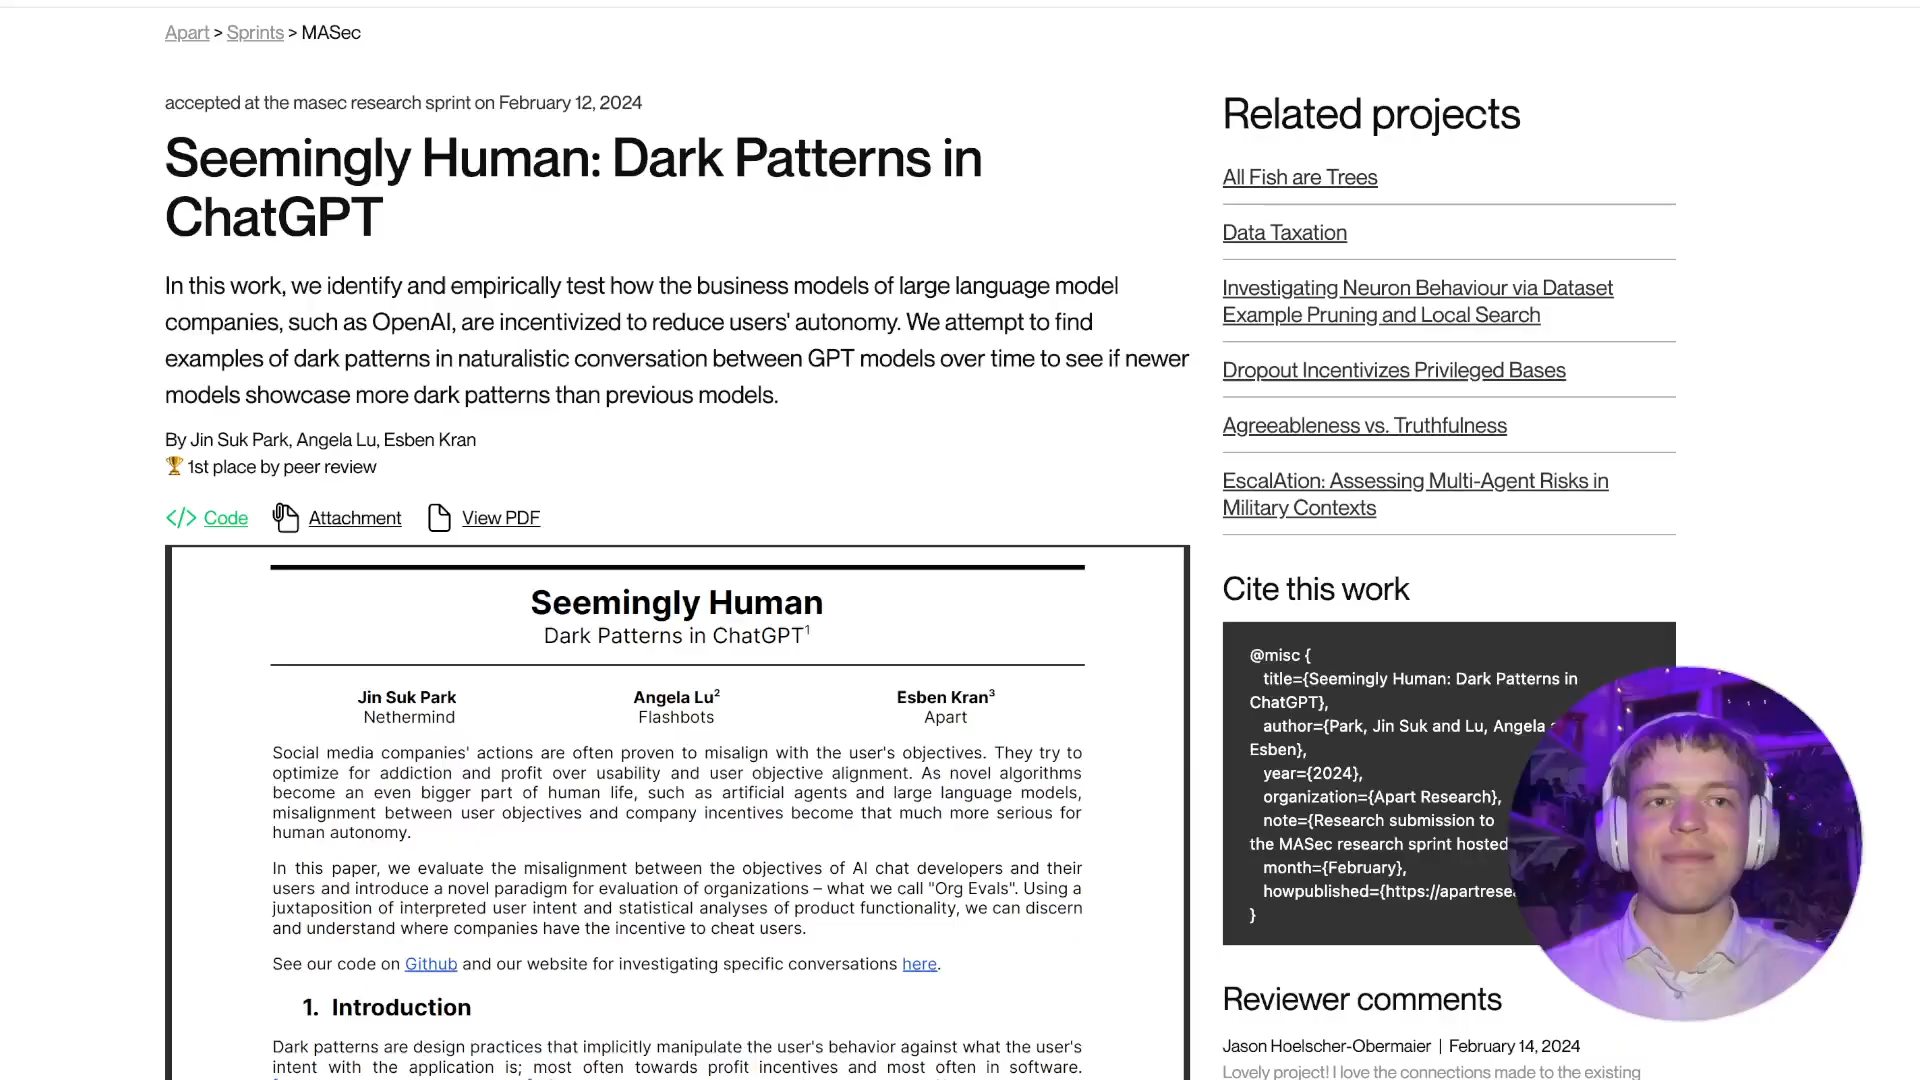 Apart > Sprints > MASec
accepted at the masec research sprint on February 12, 2024
Seemingly Human: Dark Patterns in
ChatGPT
In this work, we identify and empirically test how the business models of large language model
companies, such as OpenAI, are incentivized to reduce users' autonomy. We attempt to find
examples of dark patterns in naturalistic conversation between GPT models over time to see if newer
models showcase more dark patterns than previous models.
By Jin Suk Park, Angela Lu, Esben Kran
🏆 1st place by peer review
</> Code Attachment View PDF
Seemingly Human
Dark Patterns in ChatGPT¹
Jin Suk Park Angela Lu² Esben Kran³
Nethermind Flashbots Apart
Social media companies' actions are often proven to misalign with the user's objectives. They try to
optimize for addiction and profit over usability and user objective alignment. As novel algorithms
become an even bigger part of human life, such as artificial agents and large language models,
misalignment between user objectives and company incentives become that much more serious for
human autonomy.
In this paper, we evaluate the misalignment between the objectives of AI chat developers and their
users and introduce a novel paradigm for evaluation of organizations – what we call "Org Evals". Using a
juxtaposition of interpreted user intent and statistical analyses of product functionality, we can discern
and understand where companies have the incentive to cheat users.
See our code on Github and our website for investigating specific conversations here.
1. Introduction
Dark patterns are design practices that implicitly manipulate the user's behavior against what the user's
intent with the application is; most often towards profit incentives and most often in software.
Related projects
All Fish are Trees
Data Taxation
Investigating Neuron Behaviour via Dataset
Example Pruning and Local Search
Dropout Incentivizes Privileged Bases
Agreeableness vs. Truthfulness
EscalAtion: Assessing Multi-Agent Risks in
Military Contexts
Cite this work
@misc {
title={Seemingly Human: Dark Patterns in
ChatGPT},
author={Park, Jin Suk and Lu, Angela
Esben},
year={2024},
organization={Apart Research},
note={Research submission to
the MASec research sprint hosted
month={February},
howpublished={https://apartrese
}
Reviewer comments
Jason Hoelscher-Obermaier | February 14, 2024
Lovely project! I love the connections made to the existing